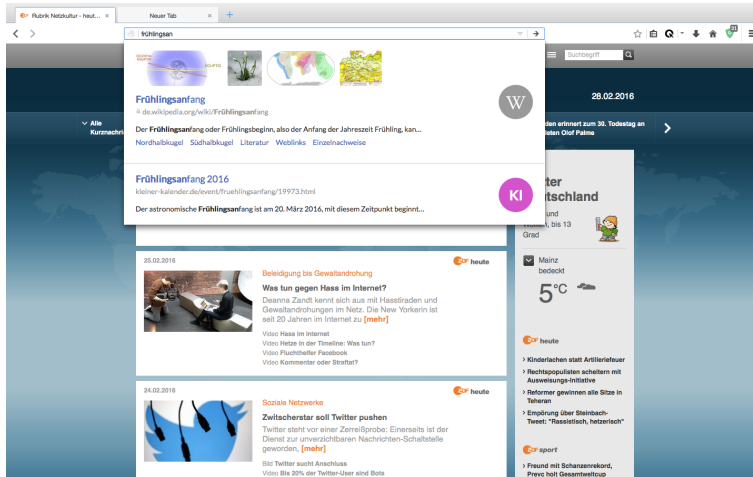 Rubrik Netzkultur - heut... ×
Neuer Tab ×
frühlingsan
Suchbegriff
28.02.2016
Alle
den erinnert zum 30. Todestag an
ten Olof Palme
Frühlingsanfang
de.wikipedia.org/wiki/Frühlingsanfang
Der Frühlingsanfang oder Frühlingsbeginn, also der Anfang der Jahreszeit Frühling, kan...
Nordhalbkugel Südhalbkugel Literatur Weblinks Einzelnachweise
W
Frühlingsanfang 2016
kleiner-kalender.de/event/fruehlingsanfang/19973.html
Der astronomische Frühlingsanfang ist am 20. März 2016, mit diesem Zeitpunkt beginnt...
KI
bis 13
Grad
Mainz
bedeckt
5°C
25.02.2016
ZDF heute
Beleidigung bis Gewaltandrohung
Was tun gegen Hass im Internet?
Deanna Zandt kennt sich aus mit Hasstiraden und
Gewaltandrohungen im Netz. Die New Yorkerin ist
seit 20 Jahren im Internet zu [mehr]
Video Hass im Internet
Video Hetze in der Timeline: Was tun?
Video Fluchthelfer Facebook
Video Kommentar oder Straftat?
24.02.2016
ZDF heute
Soziale Netzwerke
Zwitscherstar soll Twitter pushen
Twitter steht vor einer Zerreißprobe: Einerseits ist der
Dienst zur unverzichtbaren Nachrichten-Schaltstelle
geworden, [mehr]
Bild Twitter sucht Anschluss
Video Bis 20% der Twitter-User sind Bots
ZDF heute
› Kinderlachen statt Artilleriefeuer
› Rechtspopulisten scheitern mit
Ausweisungs-Initiative
› Reformer gewinnen alle Sitze in
Teheran
› Empörung über Steinbach-
Tweet: "Rassistisch, hetzerisch"
ZDF sport
› Freund mit Schanzenrekord,
Prevc holt Gesamtweltcup